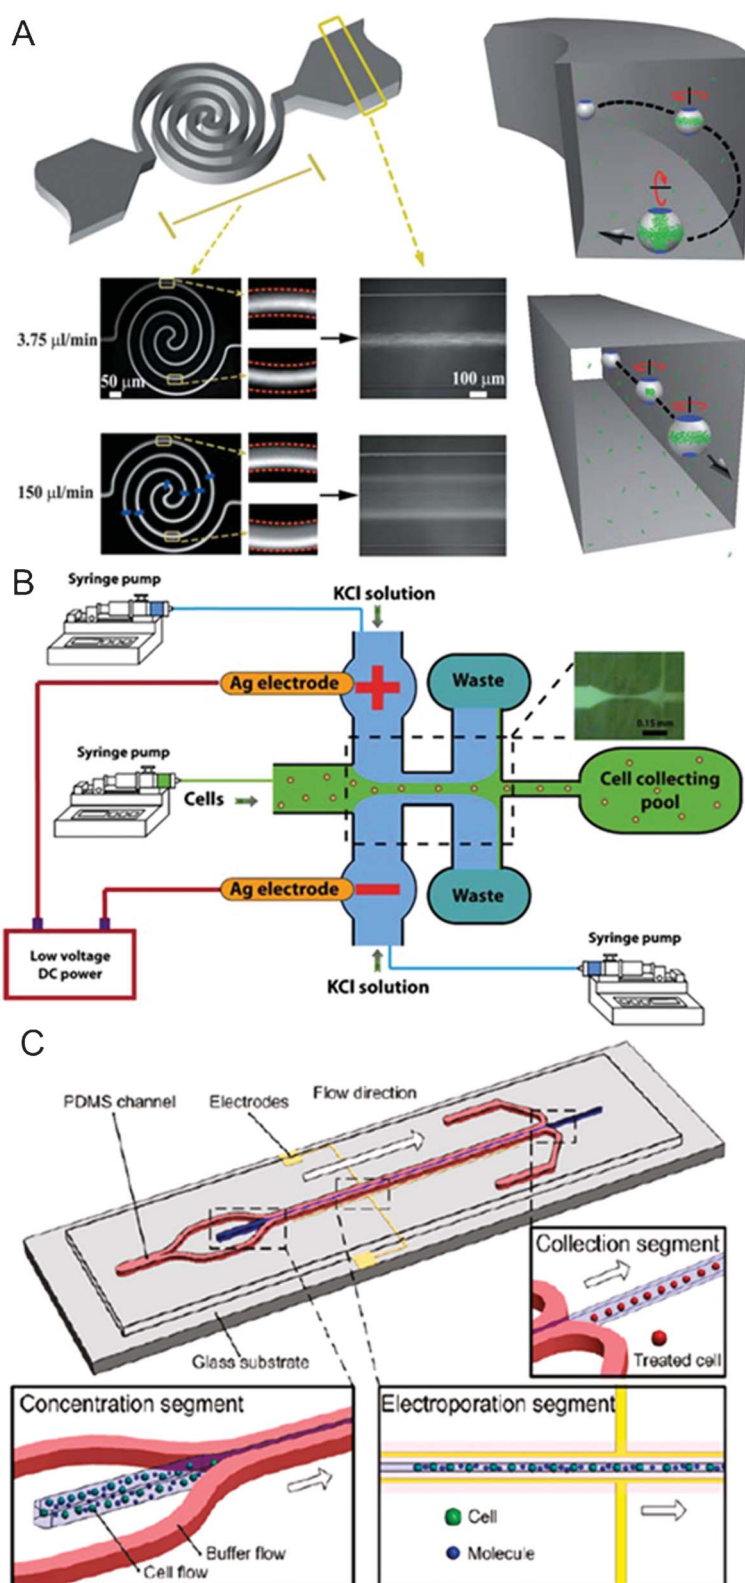 A
3.75 μl/min
50 μm
100 μm
150 μl/min
B
Syringe pump
KCl solution
Ag electrode
Waste
0.15 mm
Syringe pump
Cells
Cell collecting
pool
Ag electrode
Waste
Low voltage
DC power
KCl solution
Syringe pump
C
PDMS channel
Electrodes
Flow direction
Glass substrate
Collection segment
Treated cell
Concentration segment
Buffer flow
Cell flow
Electroporation segment
Cell
Molecule